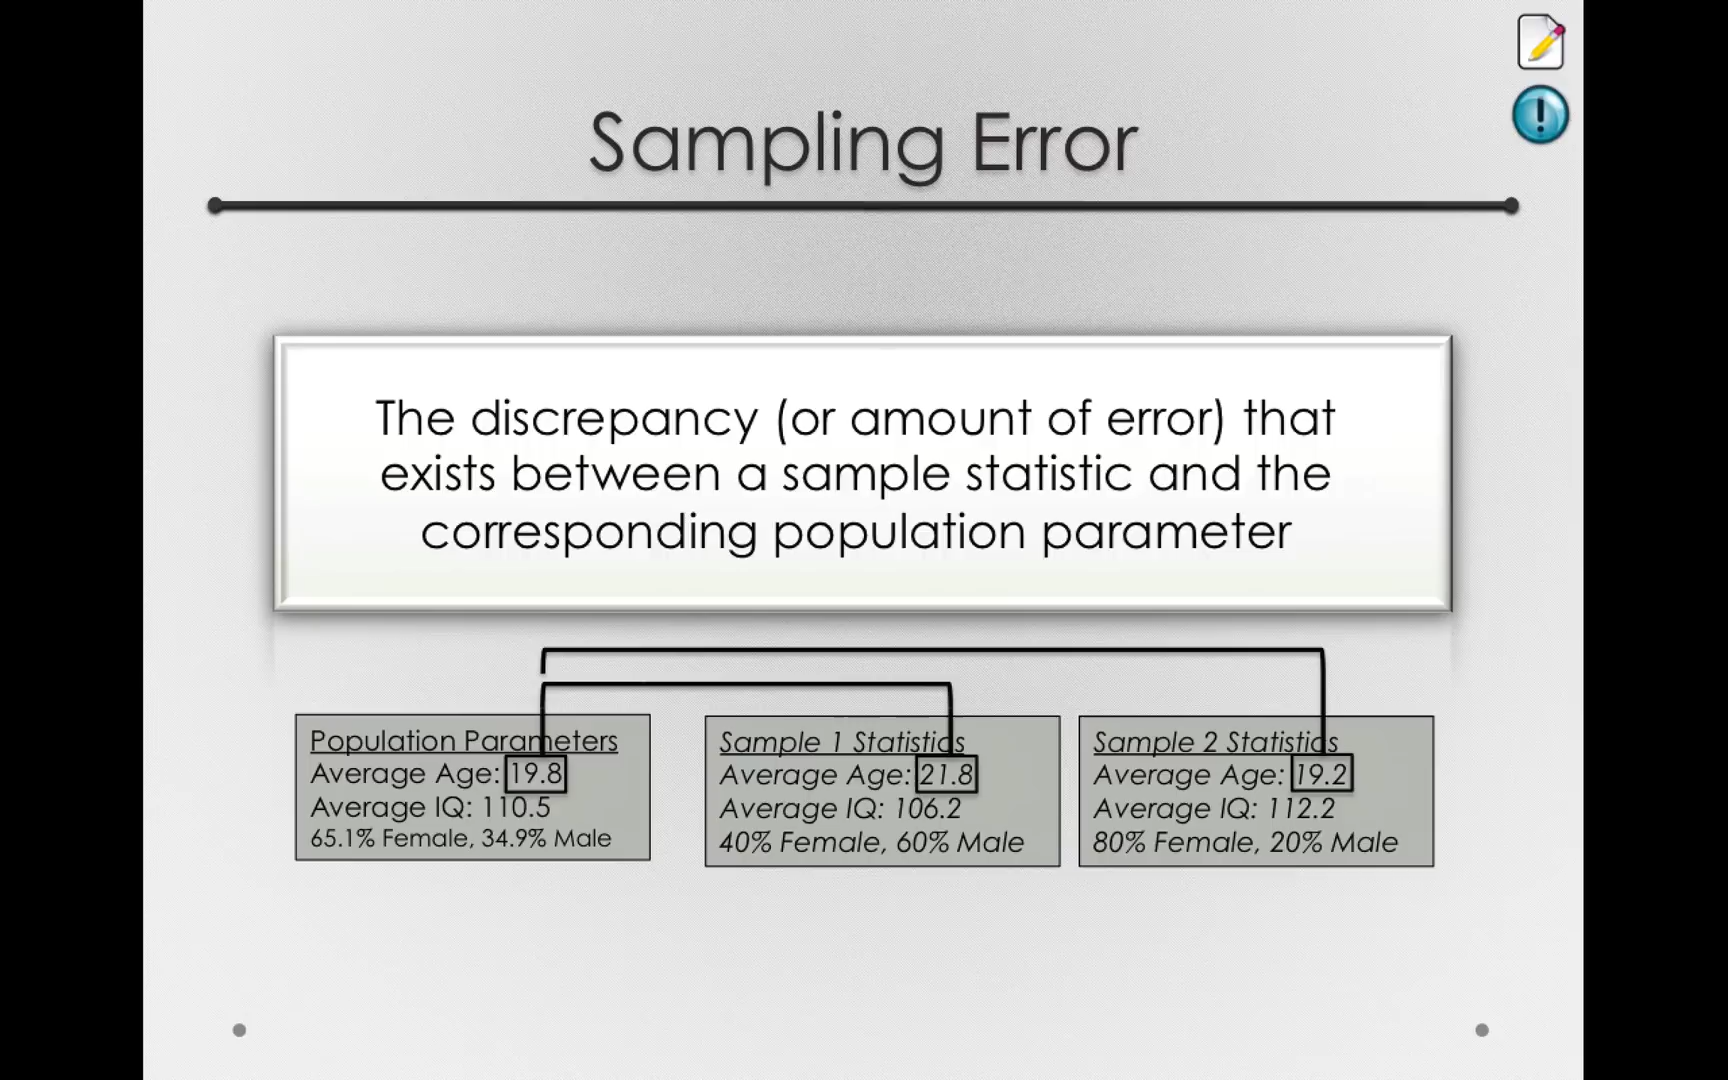 Sampling Error
The discrepancy (or amount of error) that
exists between a sample statistic and the
corresponding population parameter
Population Parameters
Average Age: 19.8
Average IQ: 110.5
65.1% Female, 34.9% Male
Sample 1 Statistics
Average Age: 21.8
Average IQ: 106.2
40% Female, 60% Male
Sample 2 Statistics
Average Age: 19.2
Average IQ: 112.2
80% Female, 20% Male